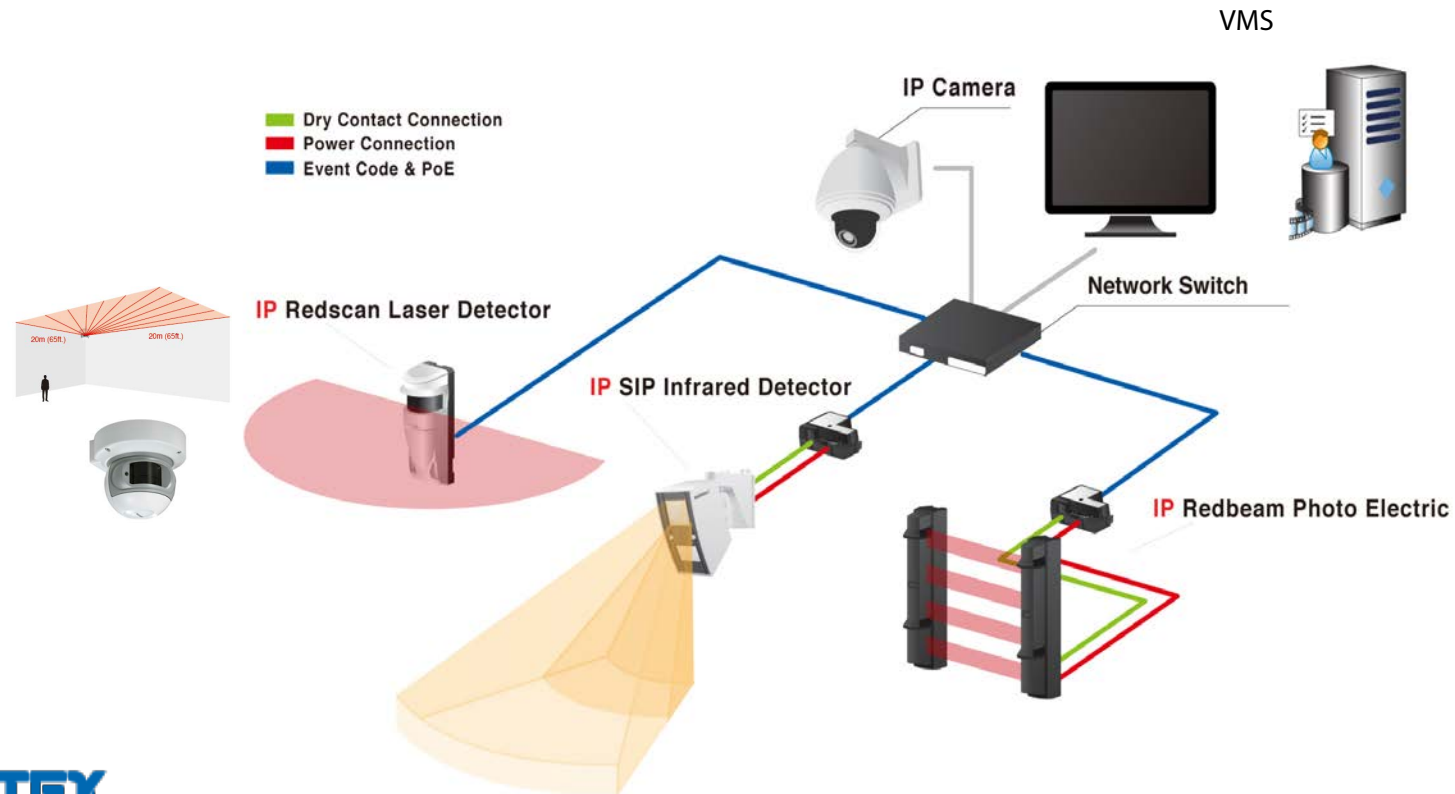 VMS
IP Camera
Dry Contact Connection
Power Connection
Event Code & PoE
Network Switch
IP Redscan Laser Detector
20m (65ft.)
20m (65ft.)
IP SIP Infrared Detector
IP Redbeam Photo Electric